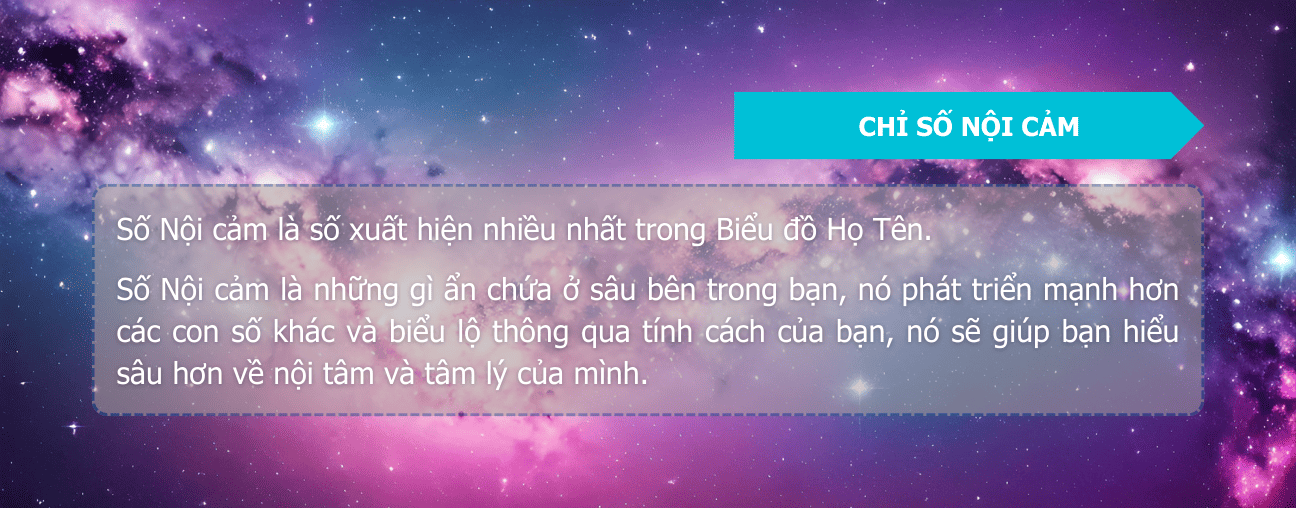 CHỈ SỐ NỘI CẢM
Số Nội cảm là số xuất hiện nhiều nhất trong Biểu đồ Họ Tên.
Số Nội cảm là những gì ẩn chứa ở sâu bên trong bạn, nó phát triển mạnh hơn
các con số khác và biểu lộ thông qua tính cách của bạn, nó sẽ giúp bạn hiểu
sâu hơn về nội tâm và tâm lý của mình.